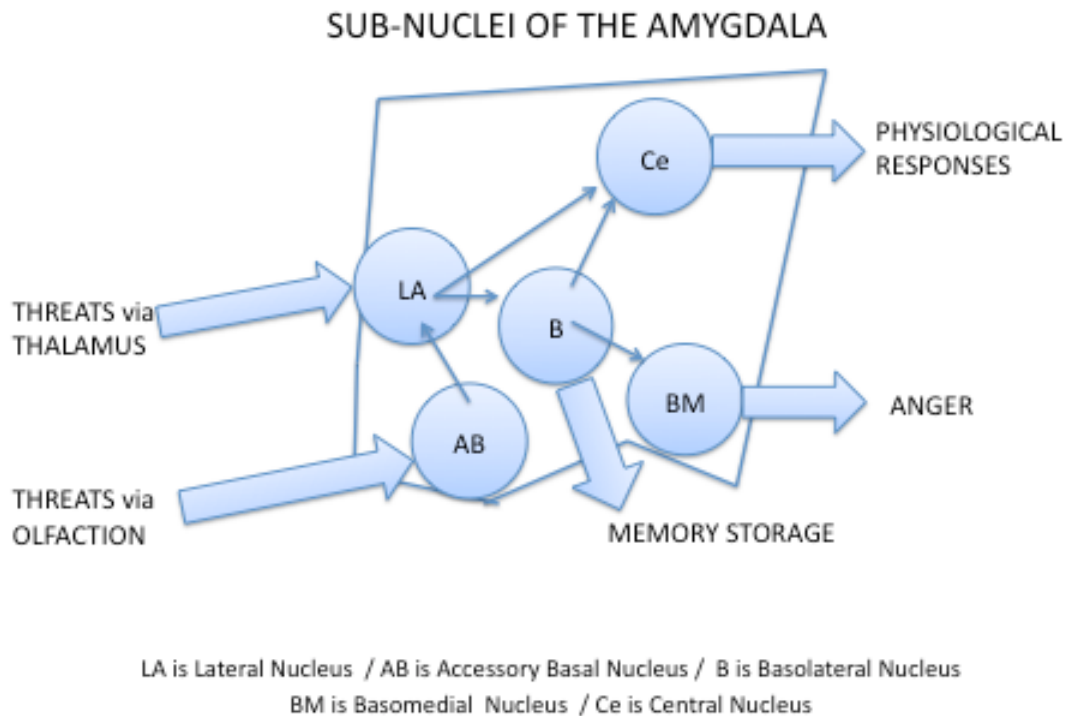 SUB-NUCLEI OF THE AMYGDALA
Ce
PHYSIOLOGICAL
RESPONSES
LA
THREATS via
THALAMUS
B
BM
ANGER
AB
THREATS via
OLFACTION
MEMORY STORAGE
LA is Lateral Nucleus / AB is Accessory Basal Nucleus / B is Basolateral Nucleus
BM is Basomedial Nucleus / Ce is Central Nucleus